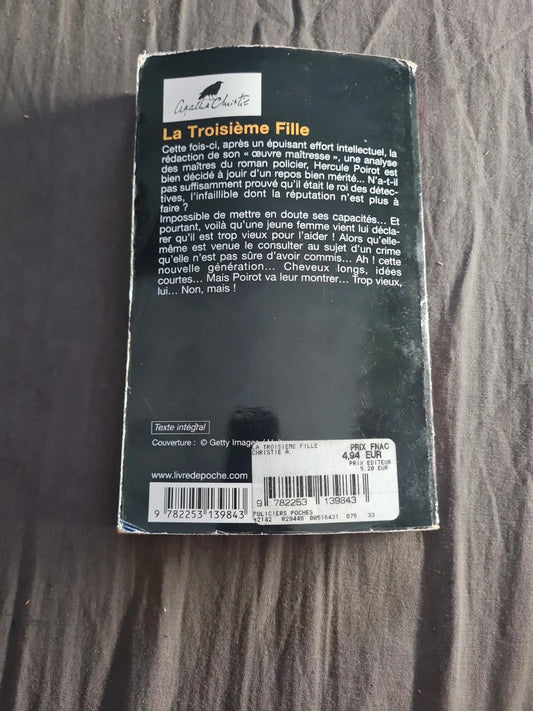 Agatha Christie
La Troisième Fille
Cette fois-ci, après un épuisant effort intellectuel, la
rédaction de son « œuvre maîtresse », une analyse
des maîtres du roman policier, Hercule Poirot est
bien décidé à jouir d'un repos bien mérité... N'a-t-il
pas suffisamment prouvé qu'il était le roi des détec-
tives, l'infaillible dont la réputation n'est plus à
faire ?
Impossible de mettre en doute ses capacités... Et
pourtant, voilà qu'une jeune femme vient lui décla-
rer qu'il est trop vieux pour l'aider ! Alors qu'elle-
même est venue le consulter au sujet d'un crime
qu'elle n'est pas sûre d'avoir commis... Ah ! cette
nouvelle génération... Cheveux longs, idées
courtes... Mais Poirot va leur montrer... Trop vieux,
lui... Non, mais !
Texte intégral
Couverture : © Getty Images
LA TROISIEME FILLE
CHRISTIE A.
PRIX FNAC
4,94 EUR
PRIX EDITEUR
5.20 EUR
www.livredepoche.com
9 782253 139843
9 782253 139843
POLICIERS POCHES
*2142 829446 00516431 075 33